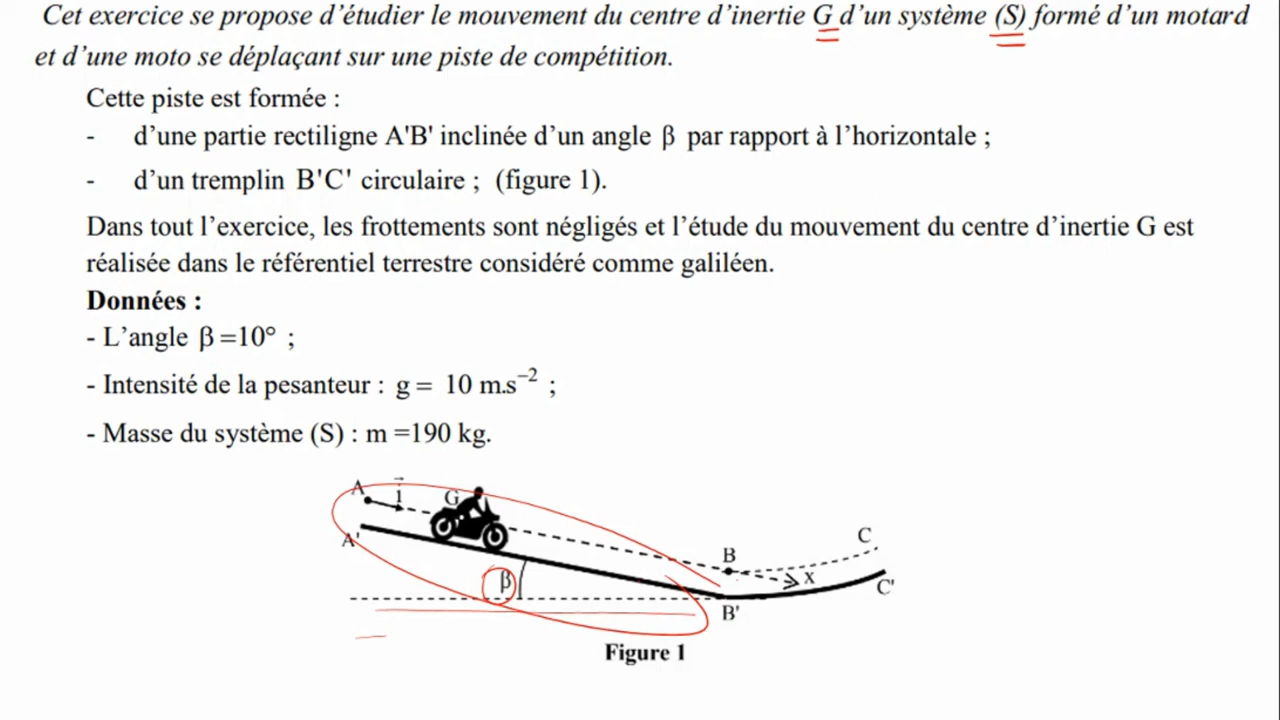 Cet exercice se propose d’étudier le mouvement du centre d’inertie G d’un système (S) formé d’un motard
et d’une moto se déplaçant sur une piste de compétition.
Cette piste est formée :
- d’une partie rectiligne A'B' inclinée d’un angle β par rapport à l’horizontale ;
- d’un tremplin B'C' circulaire ; (figure 1).
Dans tout l’exercice, les frottements sont négligés et l’étude du mouvement du centre d’inertie G est
réalisée dans le référentiel terrestre considéré comme galiléen.
Données :
- L’angle β =10° ;
- Intensité de la pesanteur : g = 10 m.s⁻² ;
- Masse du système (S) : m =190 kg.
A
i⃗
G
A'
β
B
x
C
C'
B'
Figure 1